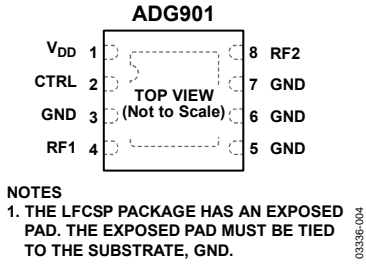 ADG901
VDD 1
CTRL 2
GND 3
RF1 4
TOP VIEW
(Not to Scale)
8 RF2
7 GND
6 GND
5 GND
NOTES
1. THE LFCSP PACKAGE HAS AN EXPOSED
PAD. THE EXPOSED PAD MUST BE TIED
TO THE SUBSTRATE, GND.
03336-004